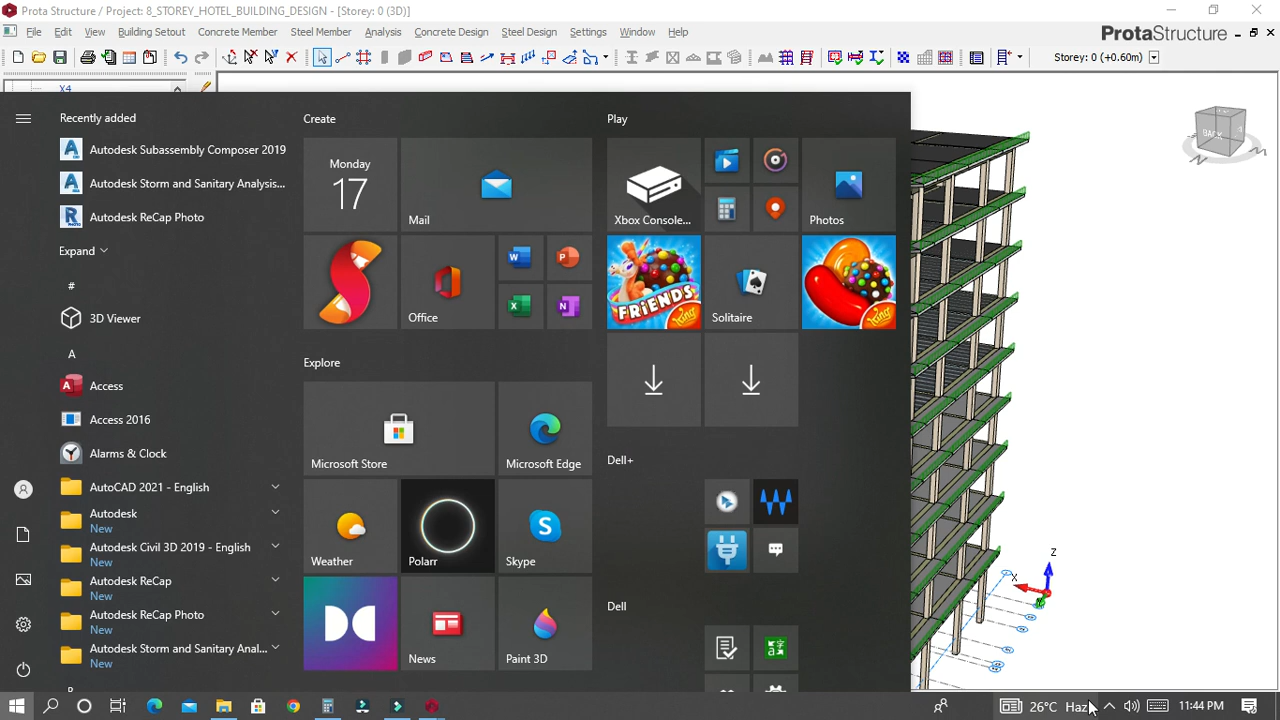 Prota Structure / Project: 8_STOREY_HOTEL_BUILDING_DESIGN - [Storey: 0 (3D)]
File Edit View Building Setout Concrete Member Steel Member Analysis Concrete Design Steel Design Settings Window Help
ProtaStructure
Storey: 0 (+0.60m)
X4
Recently added
Autodesk Subassembly Composer 2019
Autodesk Storm and Sanitary Analysis...
Autodesk ReCap Photo
Expand
#
3D Viewer
A
Access
Access 2016
Alarms & Clock
AutoCAD 2021 - English
Autodesk
New
Autodesk Civil 3D 2019 - English
New
Autodesk ReCap
New
Autodesk ReCap Photo
New
Autodesk Storm and Sanitary Anal...
New
Create
Monday
17
Mail
Office
Explore
Microsoft Store
Microsoft Edge
Weather
Polarr
Skype
News
Paint 3D
Play
Xbox Console...
Photos
FRIENDS
King
Solitaire
King
Dell+
Dell
BACK
Z
X
26°C Haz
11:44 PM